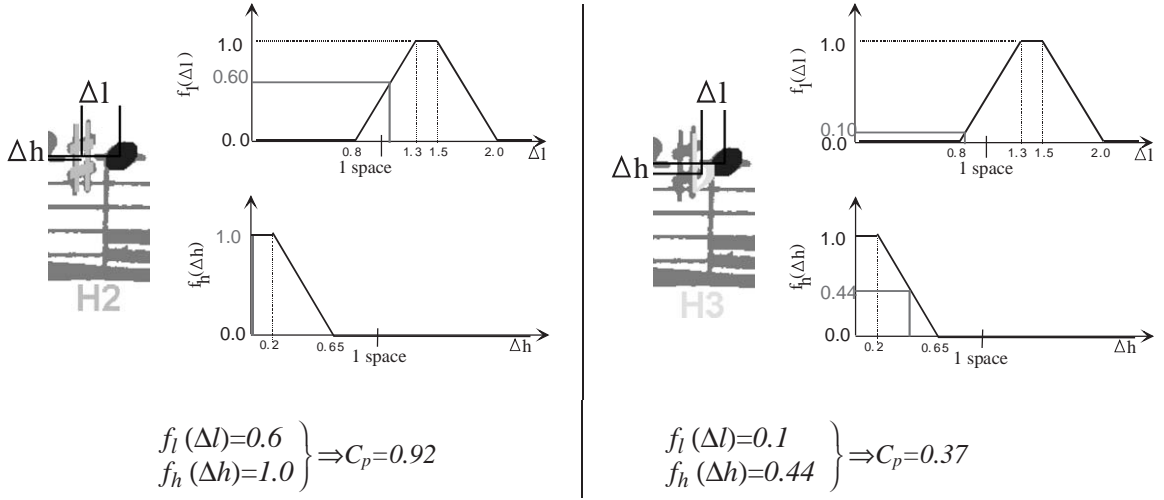 1.0
0.60
0.0
f_l(Δl)
0.8
1.3
1.5
2.0
Δl
1 space
Δl
Δh
H2
1.0
0.0
f_h(Δh)
0.2
0.65
Δh
1 space
f_l (Δl)=0.6
f_h (Δh)=1.0
⇒C_p=0.92
1.0
0.10
0.0
f_l(Δl)
0.8
1.3
1.5
2.0
Δl
1 space
Δl
Δh
H3
1.0
0.44
0.0
f_h(Δh)
0.2
0.65
Δh
1 space
f_l (Δl)=0.1
f_h (Δh)=0.44
⇒C_p=0.37